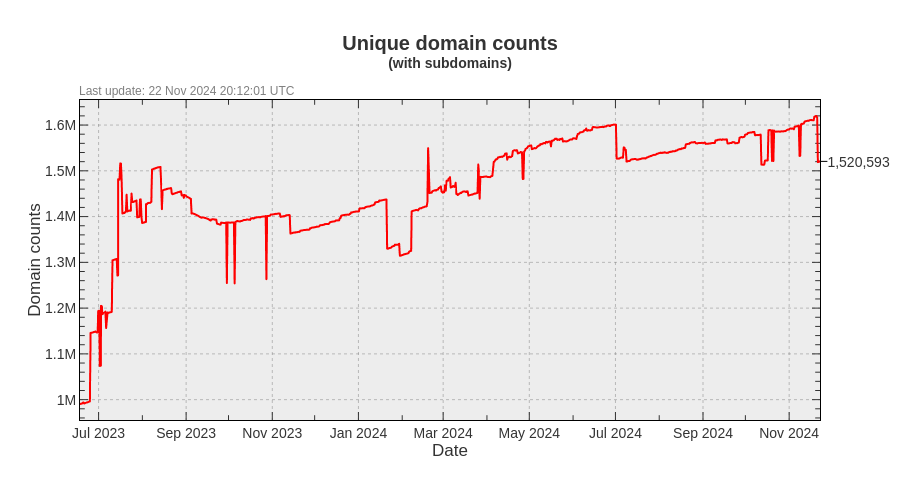 Unique domain counts
(with subdomains)
Last update: 22 Nov 2024 20:12:01 UTC
1.6M
1.5M
1,520,593
1.4M
Domain counts
1.3M
1.2M
1.1M
1M
Jul 2023 Sep 2023 Nov 2023 Jan 2024 Mar 2024 May 2024 Jul 2024 Sep 2024 Nov 2024
Date